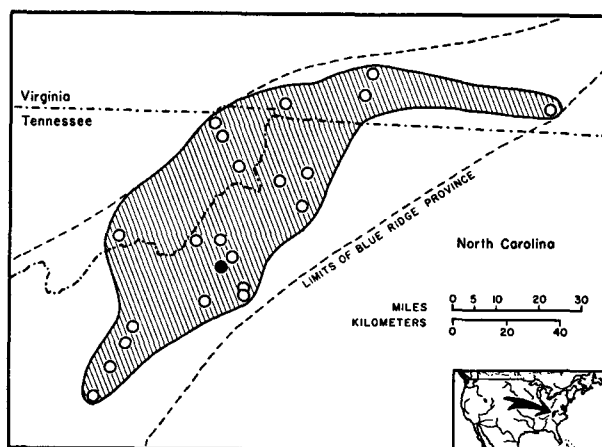 Virginia
Tennessee
LIMITS OF BLUE RIDGE PROVINCE
North Carolina
MILES 0 5 10 20 30
KILOMETERS 0 20 40